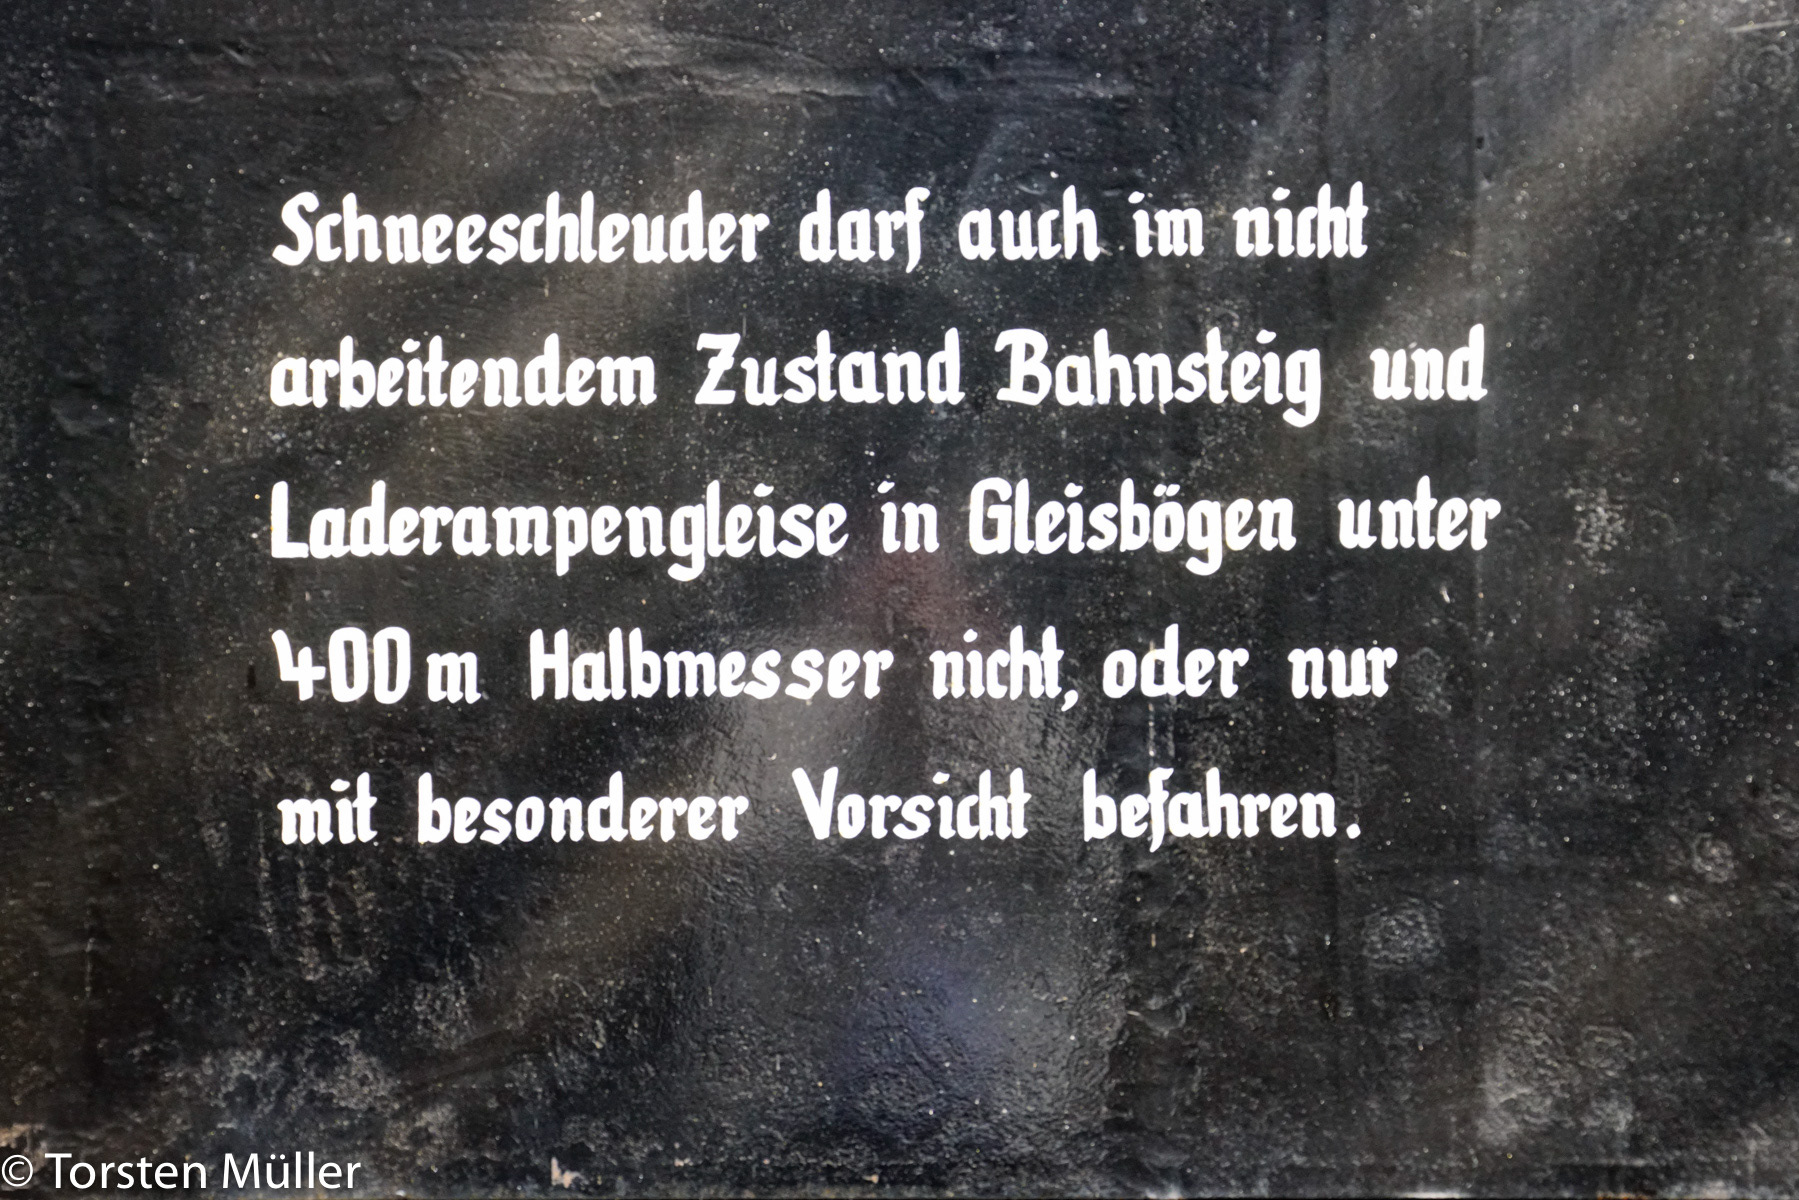 Schneeschleuder darf auch im nicht
arbeitendem Zustand Bahnsteig und
Laderampengleise in Gleisbögen unter
400 m Halbmesser nicht, oder nur
mit besonderer Vorsicht befahren.
© Torsten Müller